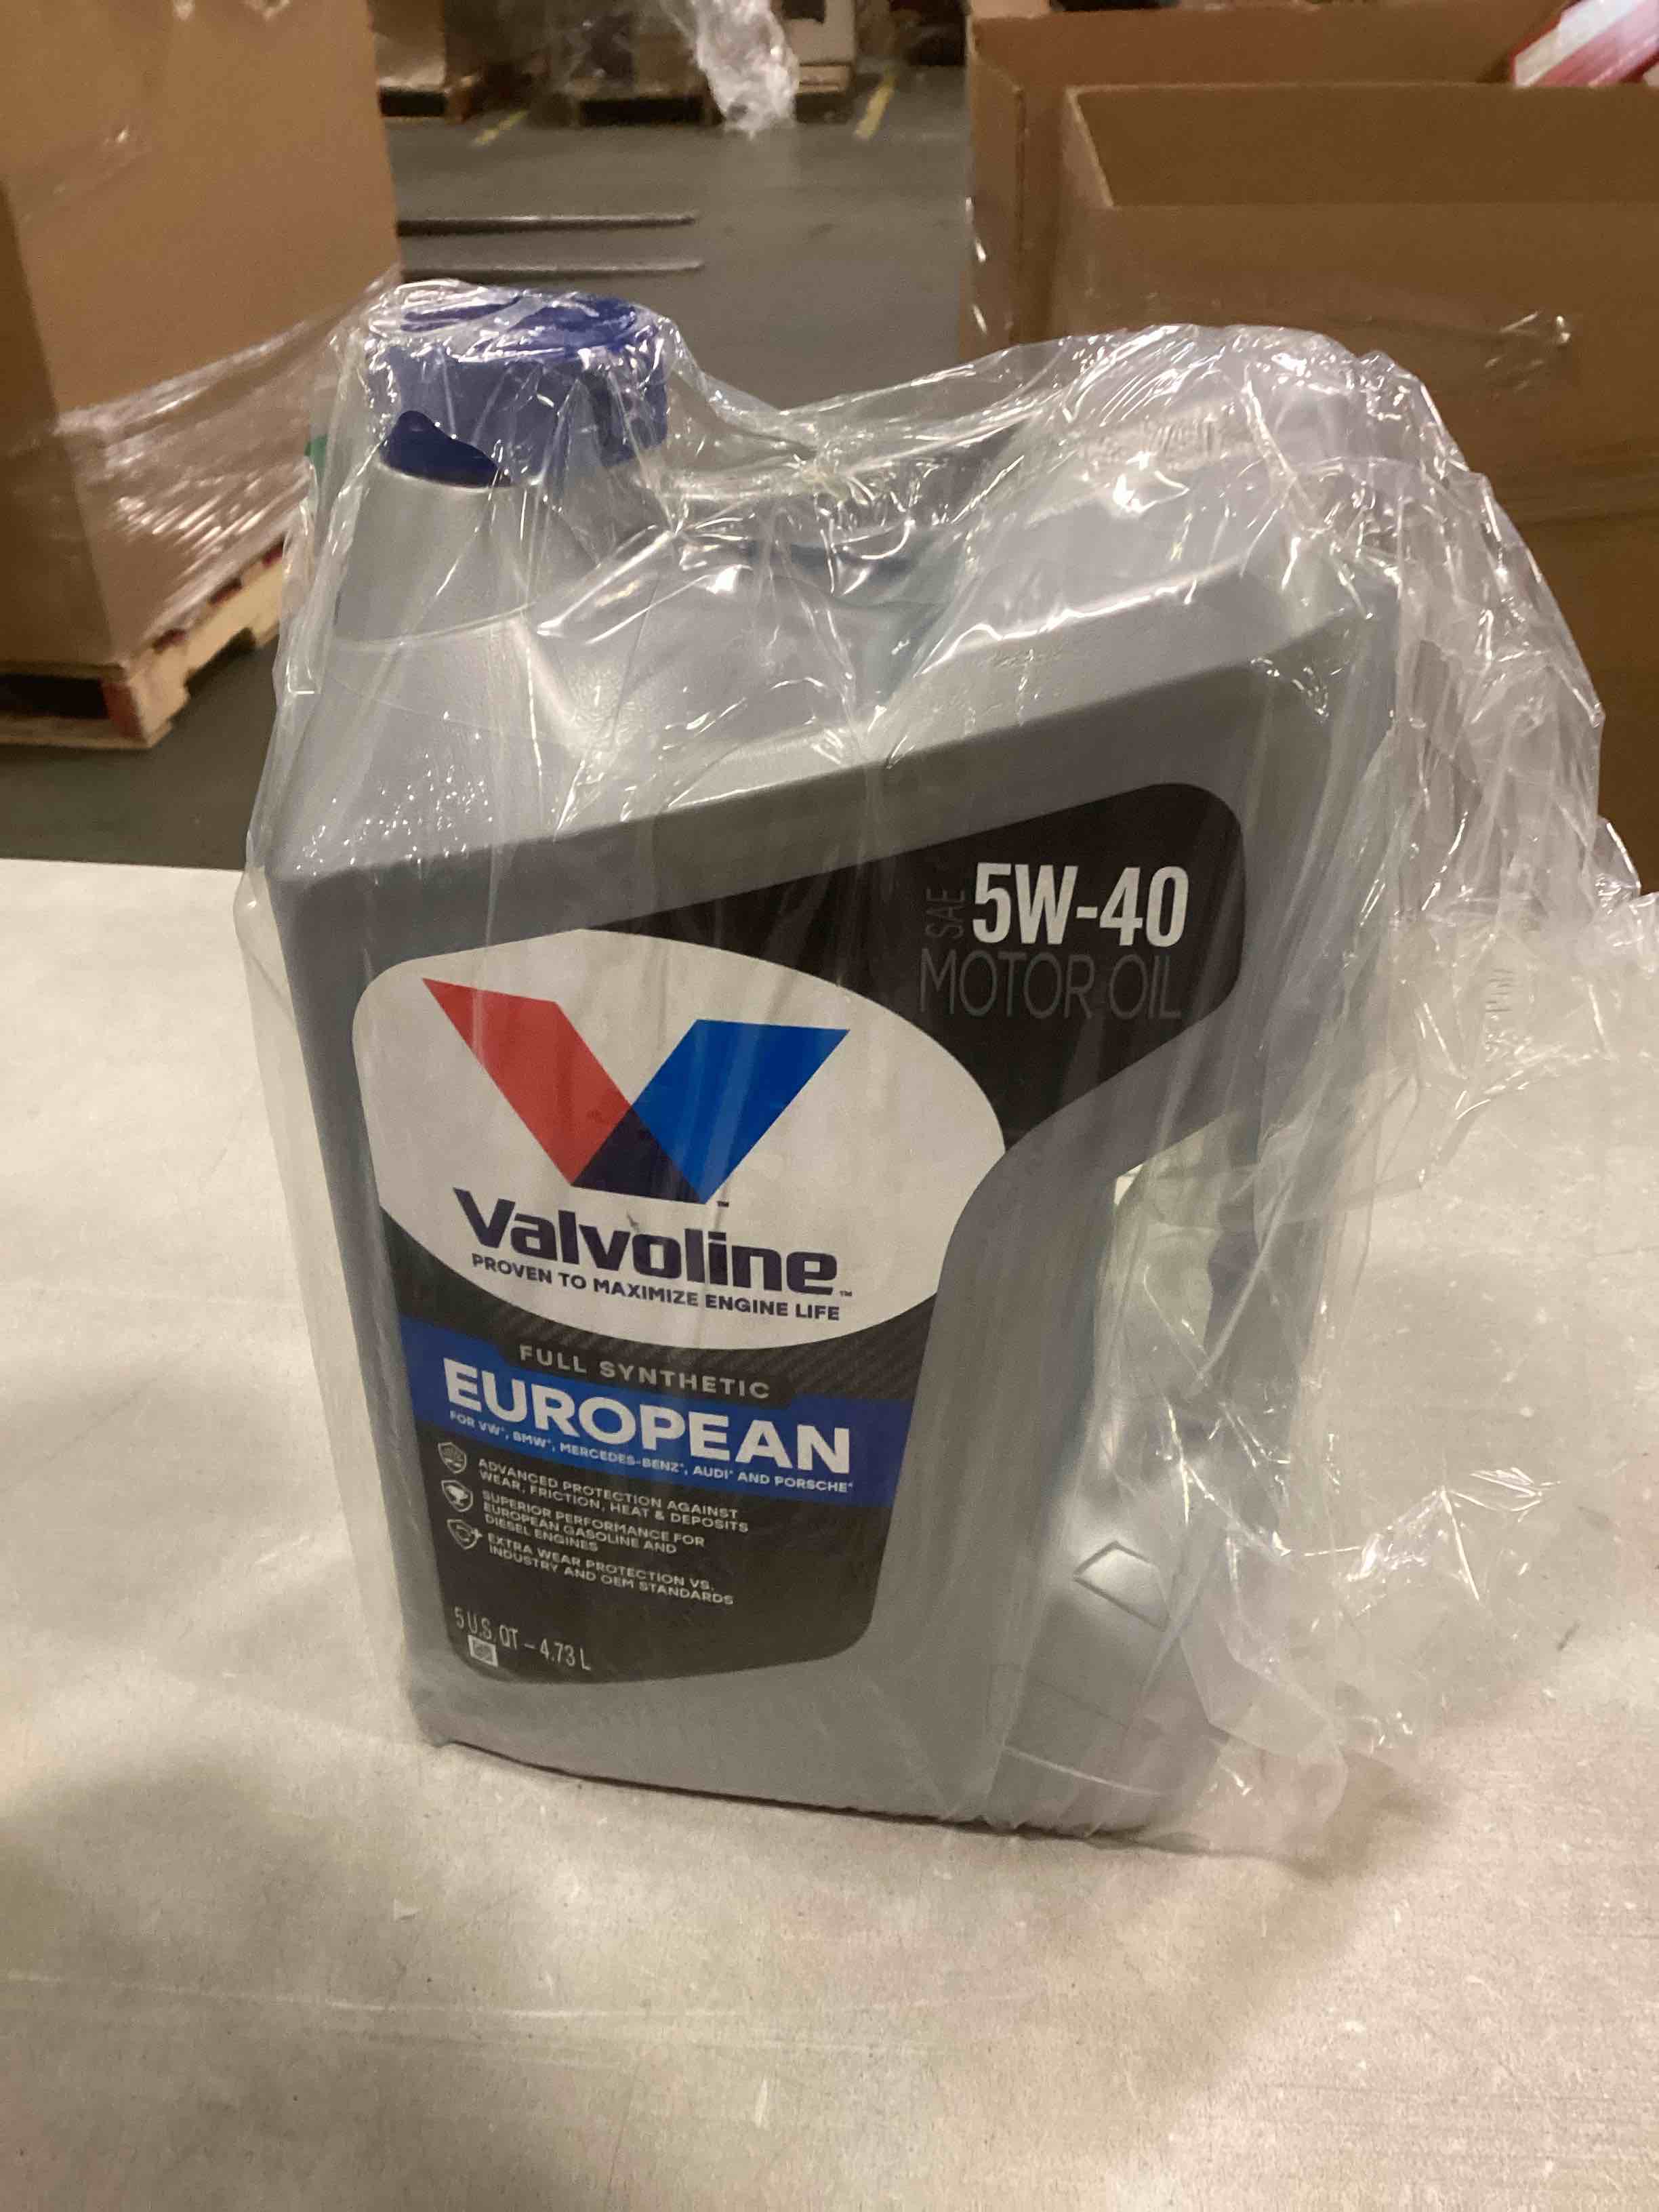 SAE 5W-40
MOTOR OIL
Valvoline™
PROVEN TO MAXIMIZE ENGINE LIFE
FULL SYNTHETIC
EUROPEAN
FOR VW*, BMW*, MERCEDES-BENZ*, AUDI* AND PORSCHE*
ADVANCED PROTECTION AGAINST
WEAR, FRICTION, HEAT & DEPOSITS
SUPERIOR PERFORMANCE FOR
EUROPEAN GASOLINE AND
DIESEL ENGINES
EXTRA WEAR PROTECTION VS.
INDUSTRY AND OEM STANDARDS
5 U.S. QT – 4.73 L